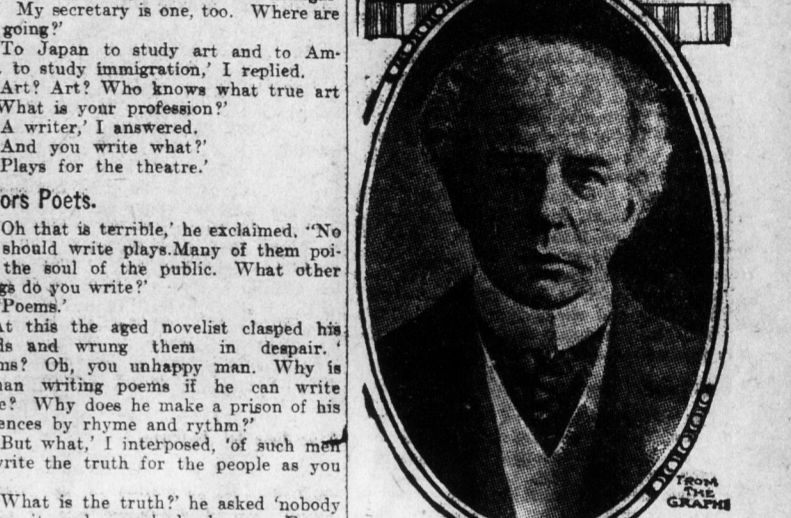 My secretary is one, too. Where are
going?'
To Japan to study art and to Am-
to study immigration,' I replied.
Art? Art? Who knows what true art
What is your profession?'
A writer,' I answered.
And you write what?'
Plays for the theatre.'
ors Poets.
Oh that is terrible,' he exclaimed. "No
should write plays.Many of them poi-
the soul of the public. What other
gs do you write?'
Poems.'
At this the aged novelist clasped his
ds and wrung them in despair. '
ms? Oh, you unhappy man. Why is
man writing poems if he can write
e? Why does he make a prison of his
ences by rhyme and rythm?'
But what,' I interposed, 'of such men
write the truth for the people as you
What is the truth?' he asked 'nobody
FROM
THE
GRAPHIC